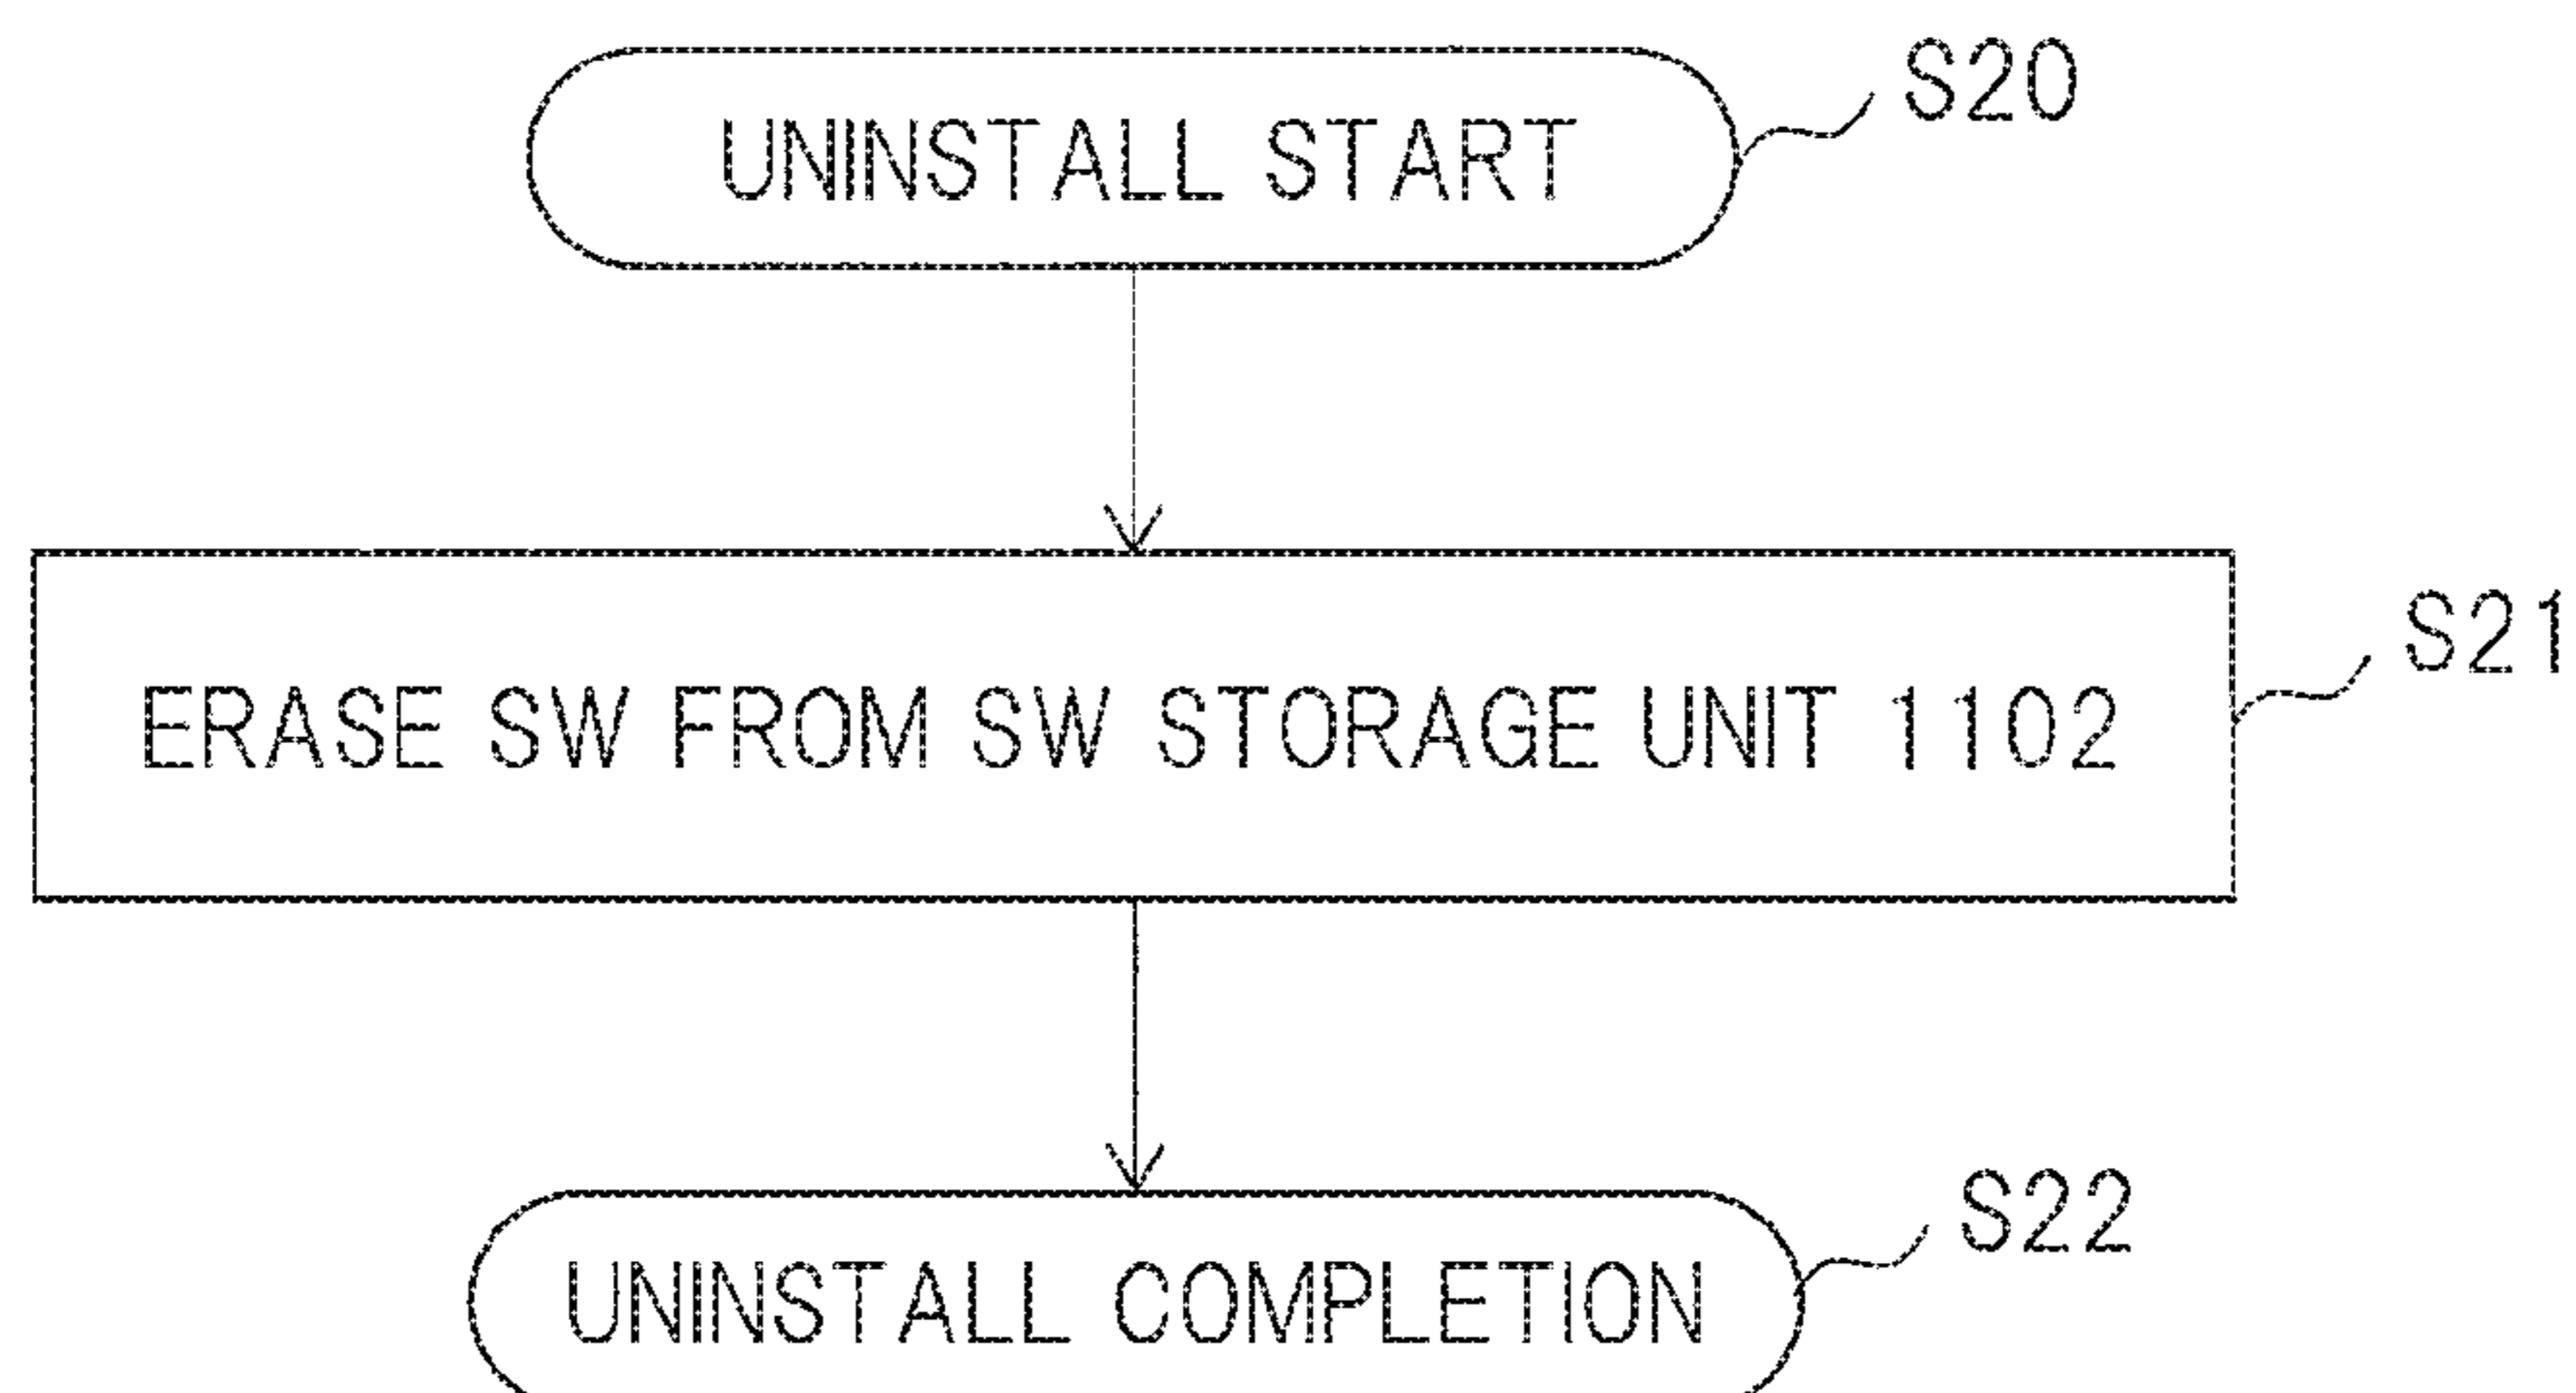 UNINSTALL START
S20
ERASE SW FROM SW STORAGE UNIT 1102
S21
UNINSTALL COMPLETION
S22